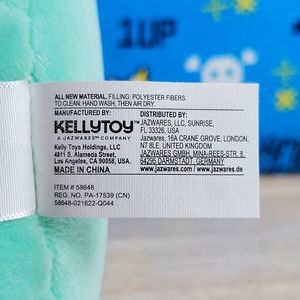 1UP
ALL NEW MATERIAL. FILLING: POLYESTER FIBERS
TO CLEAN: HAND WASH, THEN AIR DRY.
MANUFACTURED BY:
KELLYTOY
A JAZWARES™ COMPANY
Kelly Toys Holdings, LLC
4811 S. Alameda Street
Los Angeles, CA 90058, USA
MADE IN CHINA
DISTRIBUTED BY:
JAZWARES, LLC, SUNRISE,
FL 33326, USA
Jazwares, 16A CRANE GROVE, LONDON,
N7 8LE, UNITED KINGDOM
JAZWARES GMBH, MINA-REES-STR. 8,
64295 DARMSTADT, GERMANY
www.jazwares.com | www.jazwares.de
ITEM # 58648
REG. NO. PA-17539 (CN)
58648-021622-Q044